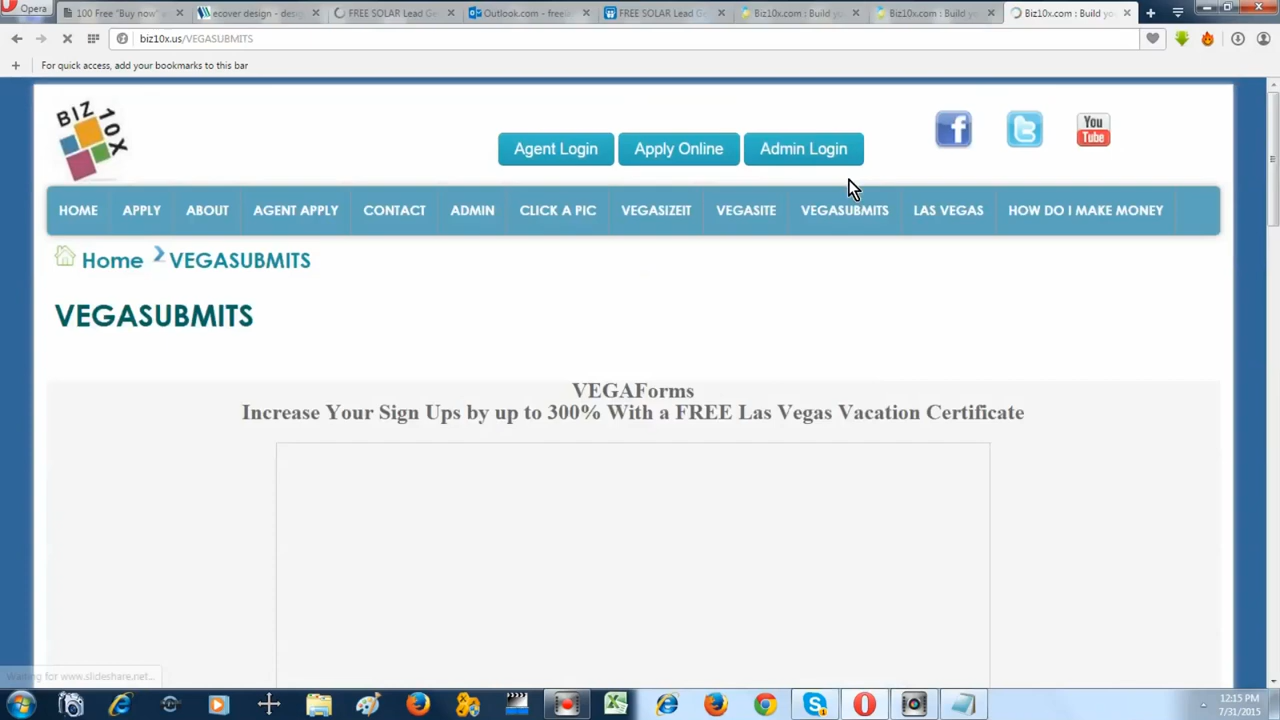 Opera
100 Free "Buy now"
ecover design - desi
FREE SOLAR Lead Ge
Outlook.com - freela
FREE SOLAR Lead Ge
Biz10x.com : Build yo
Biz10x.com : Build yo
Biz10x.com : Build yo
biz10x.us/VEGASUBMITS
For quick access, add your bookmarks to this bar
BIZ 10X
Agent Login
Apply Online
Admin Login
f
You
Tube
HOME
APPLY
ABOUT
AGENT APPLY
CONTACT
ADMIN
CLICK A PIC
VEGASIZEIT
VEGASITE
VEGASUBMITS
LAS VEGAS
HOW DO I MAKE MONEY
Home
VEGASUBMITS
VEGASUBMITS
VEGAForms
Increase Your Sign Ups by up to 300% With a FREE Las Vegas Vacation Certificate
Waiting for www.slideshare.net...
12:15 PM
7/31/2015